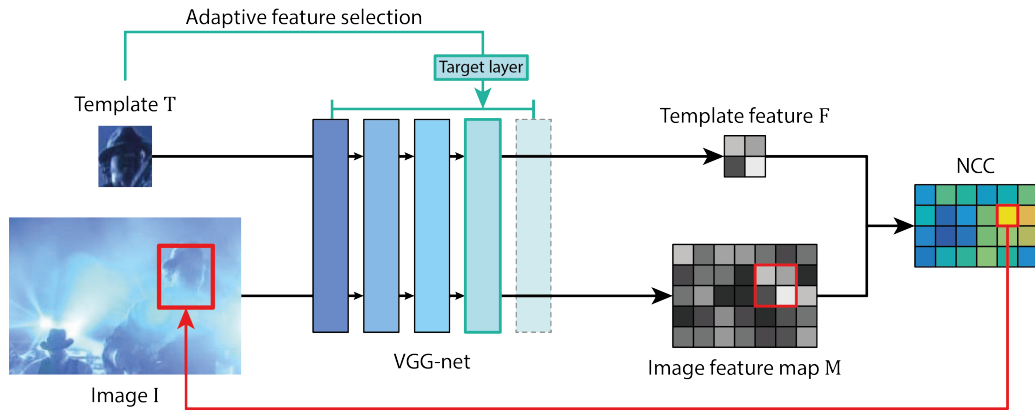 Adaptive feature selection
Target layer
Template T
Template feature F
NCC
VGG-net
Image feature map M
Image I